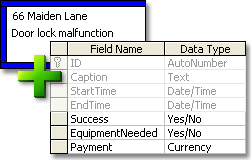 66 Maiden Lane
Door lock malfunction
Field Name Data Type
ID AutoNumber
Caption Text
StartTime Date/Time
EndTime Date/Time
Success Yes/No
EquipmentNeeded Yes/No
Payment Currency